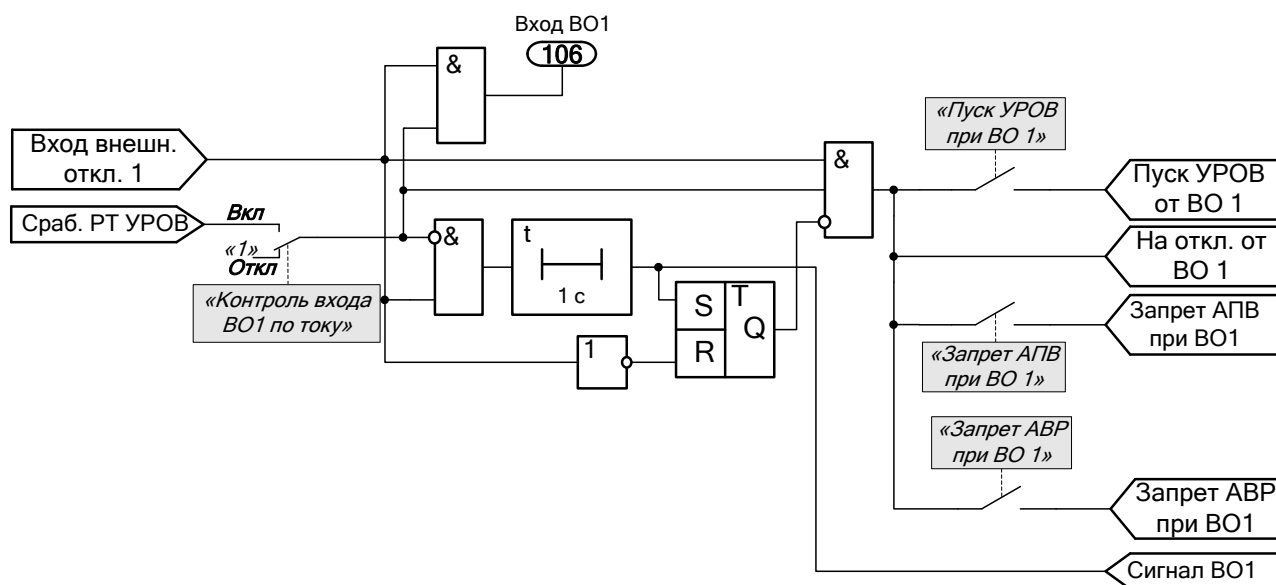 Вход ВО1
106
&
Вход внешн.
откл. 1
«Пуск УРОВ
при ВО 1»
&
Пуск УРОВ
от ВО 1
Сраб. РТ УРОВ
Вкл
«1»
Откл
&
t
1 с
На откл. от
ВО 1
«Контроль входа
ВО1 по току»
S
T
Q
R
1
Запрет АПВ
при ВО1
«Запрет АПВ
при ВО 1»
«Запрет АВР
при ВО 1»
Запрет АВР
при ВО1
Сигнал ВО1